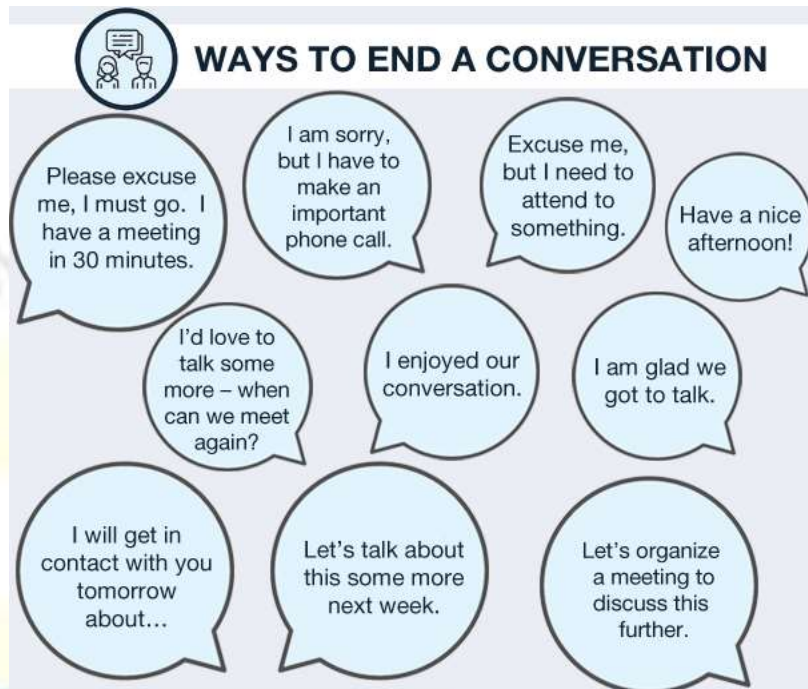 WAYS TO END A CONVERSATION
Please excuse
me, I must go.  I
have a meeting
in 30 minutes.
I am sorry,
but I have to
make an
important
phone call.
Excuse me,
but I need to
attend to
something.
Have a nice
afternoon!
I’d love to
talk some
more – when
can we meet
again?
I enjoyed our
conversation.
I am glad we
got to talk.
I will get in
contact with you
tomorrow
about…
Let’s talk about
this some more
next week.
Let’s organize
a meeting to
discuss this
further.